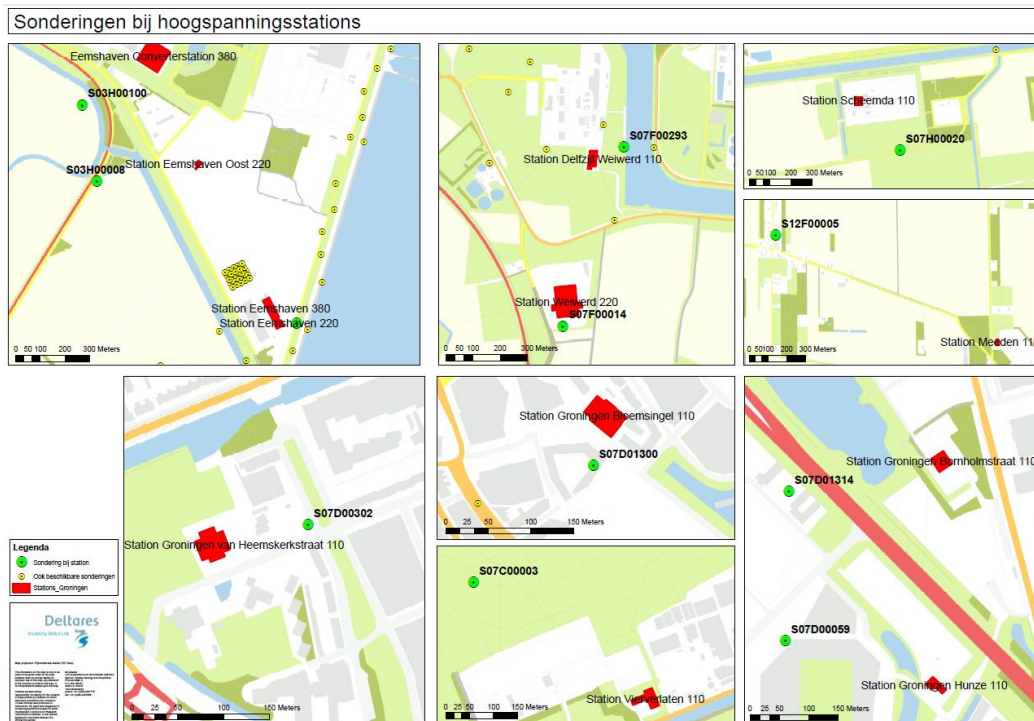 Sonderingen bij hoogspanningsstations
Eemshaven Converterstation 380
S03H00100
Station Eemshaven Oost 220
S03H00008
Station Eemshaven 380
Station Eemshaven 220
0 50 100 200 300 Meters
S07F00293
Station Delfzijl Weiwerd 110
Station Weiwerd 220
S07F00014
0 50 100 200 300 Meters
Station Scheemda 110
S07H00020
0 50100 200 300 Meters
S12F00005
Station Meeden 11
0 50100 200 300 Meters
S07D00302
Station Groningen van Heemskerkstraat 110
0 25 50 100 150 Meters
Station Groningen Bloemsingel 110
S07D01300
0 25 50 100 150 Meters
S07C00003
Station Vierverlaten 110
0 25 50 100 150 Meters
Station Groningen Bornholmstraat 110
S07D01314
S07D00059
Station Groningen Hunze 110
0 25 50 100 150 Meters
Legenda
Sondering bij station
Ook beschikbare sonderingen
Stations_Groningen
Deltares
Enabling Delta Life